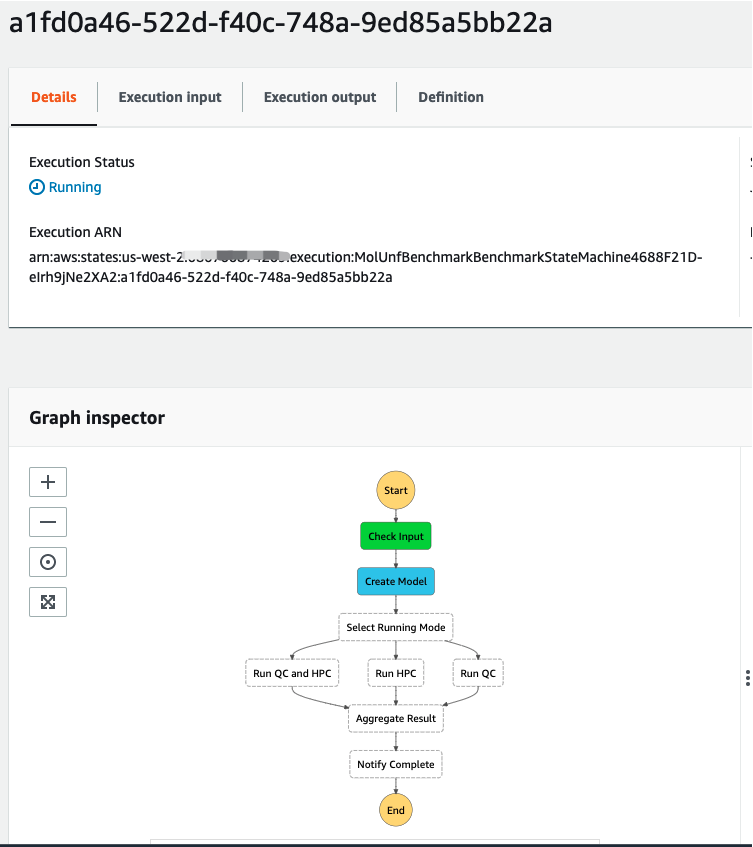 a1fd0a46-522d-f40c-748a-9ed85a5bb22a
Details Execution input Execution output Definition
Execution Status
Running
Execution ARN
arn:aws:states:us-west-2: :execution:MolUnfBenchmarkBenchmarkStateMachine4688F21D-
eIrh9jNe2XA2:a1fd0a46-522d-f40c-748a-9ed85a5bb22a
Graph inspector
Start
Check Input
Create Model
Select Running Mode
Run QC and HPC Run HPC Run QC
Aggregate Result
Notify Complete
End